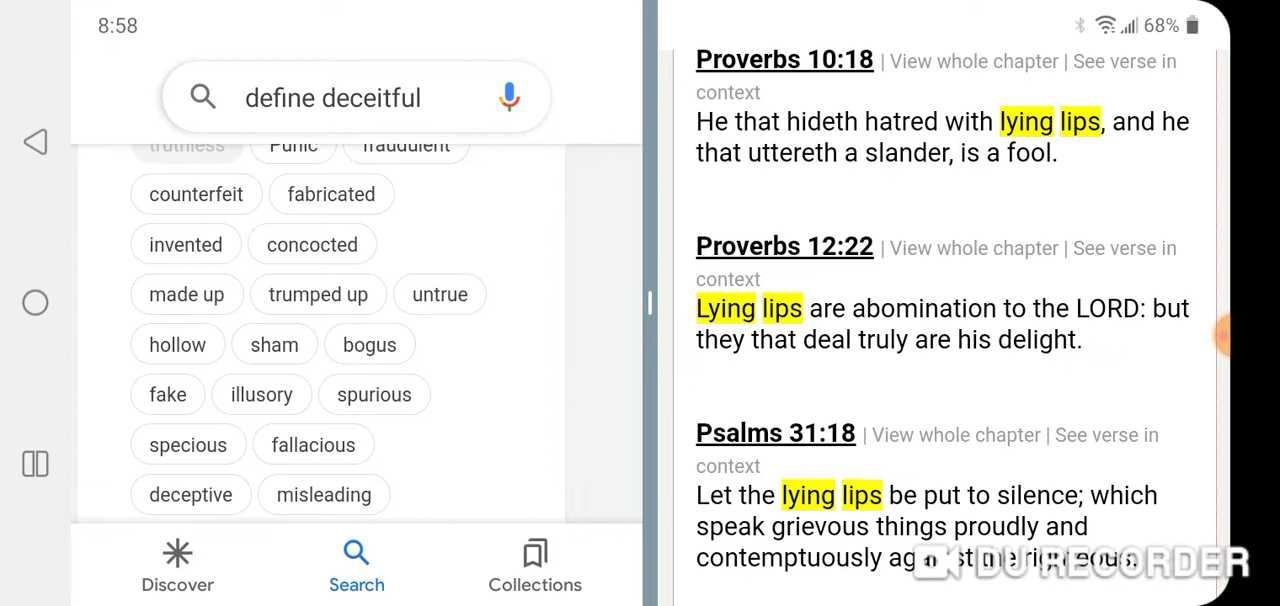 8:58
define deceitful
truthless Punic fraudulent
counterfeit fabricated
invented concocted
made up trumped up untrue
hollow sham bogus
fake illusory spurious
specious fallacious
deceptive misleading
Discover Search Collections
68%
Proverbs 10:18 | View whole chapter | See verse in
context
He that hideth hatred with lying lips, and he
that uttereth a slander, is a fool.
Proverbs 12:22 | View whole chapter | See verse in
context
Lying lips are abomination to the LORD: but
they that deal truly are his delight.
Psalms 31:18 | View whole chapter | See verse in
context
Let the lying lips be put to silence; which
speak grievous things proudly and
contemptuously against the righteous.
DU RECORDER